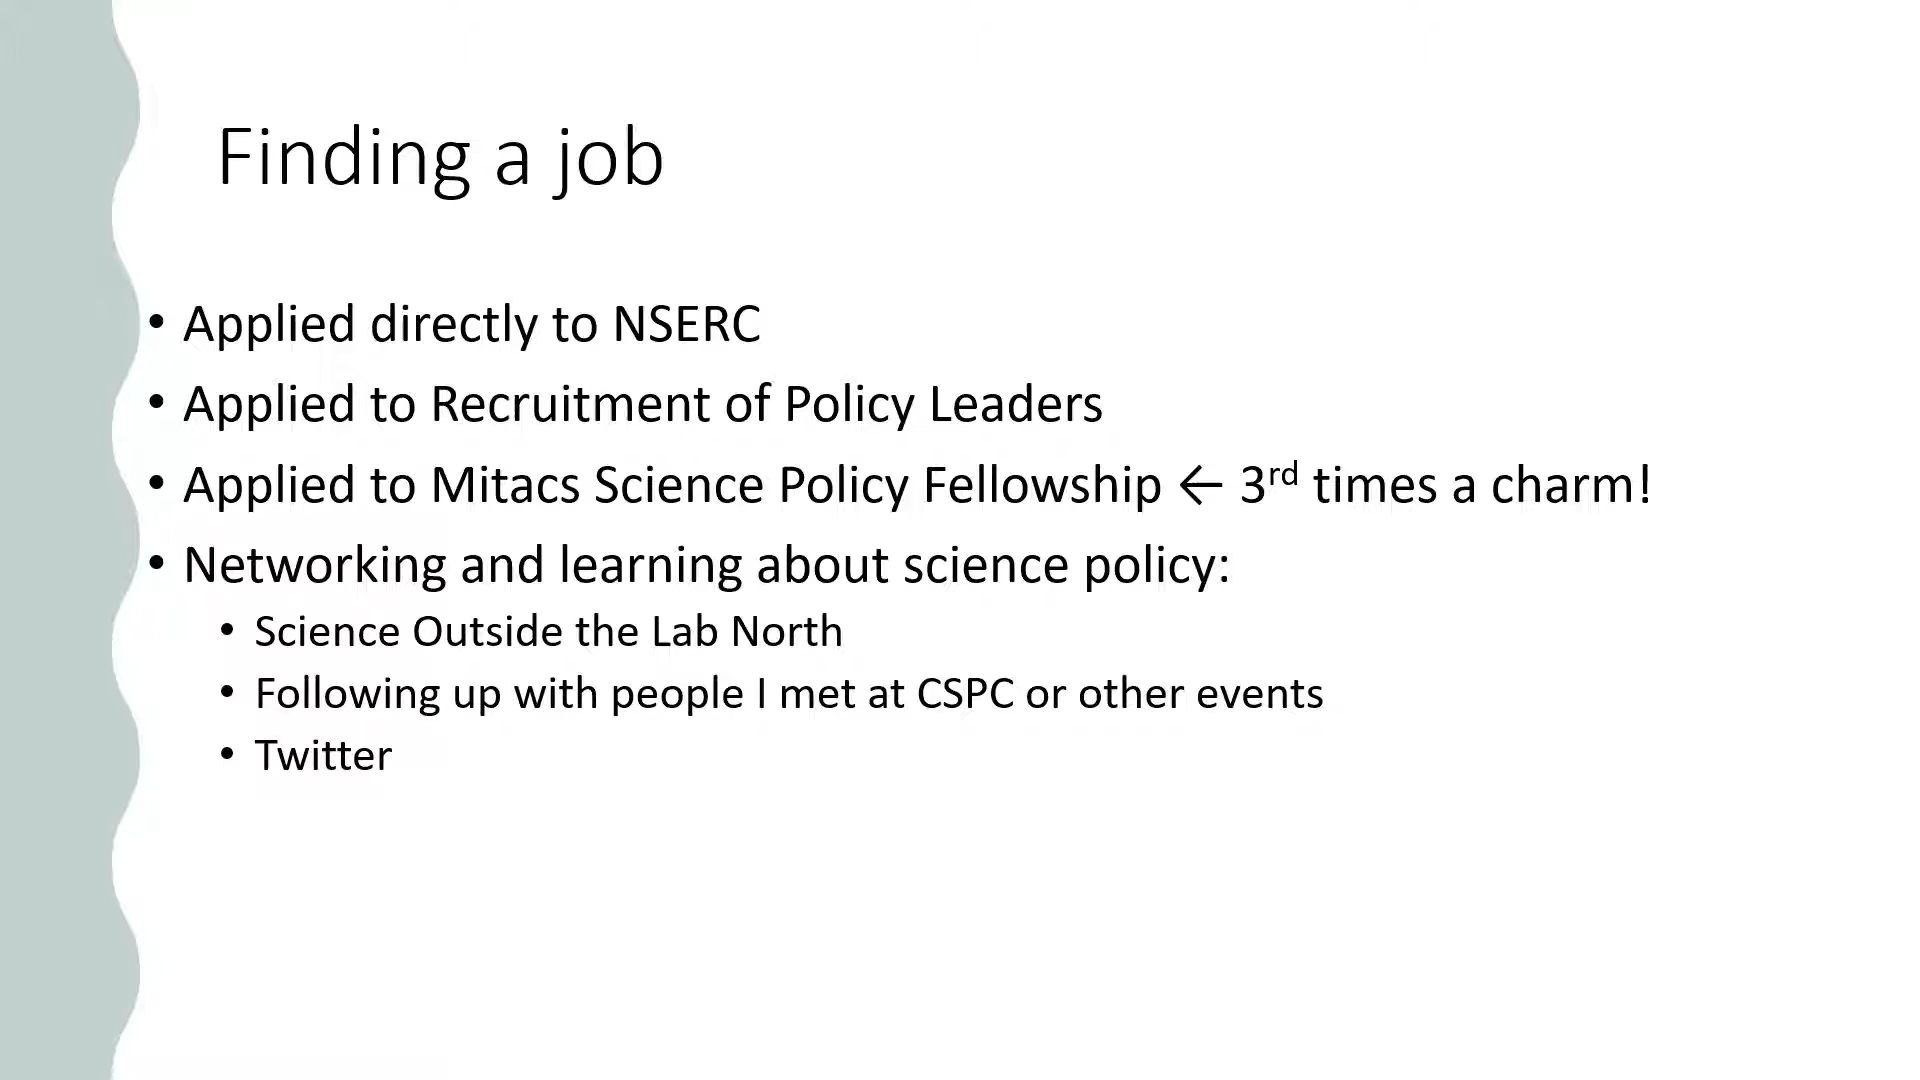 Finding a job
• Applied directly to NSERC
• Applied to Recruitment of Policy Leaders
• Applied to Mitacs Science Policy Fellowship ← 3rd times a charm!
• Networking and learning about science policy:
• Science Outside the Lab North
• Following up with people I met at CSPC or other events
• Twitter